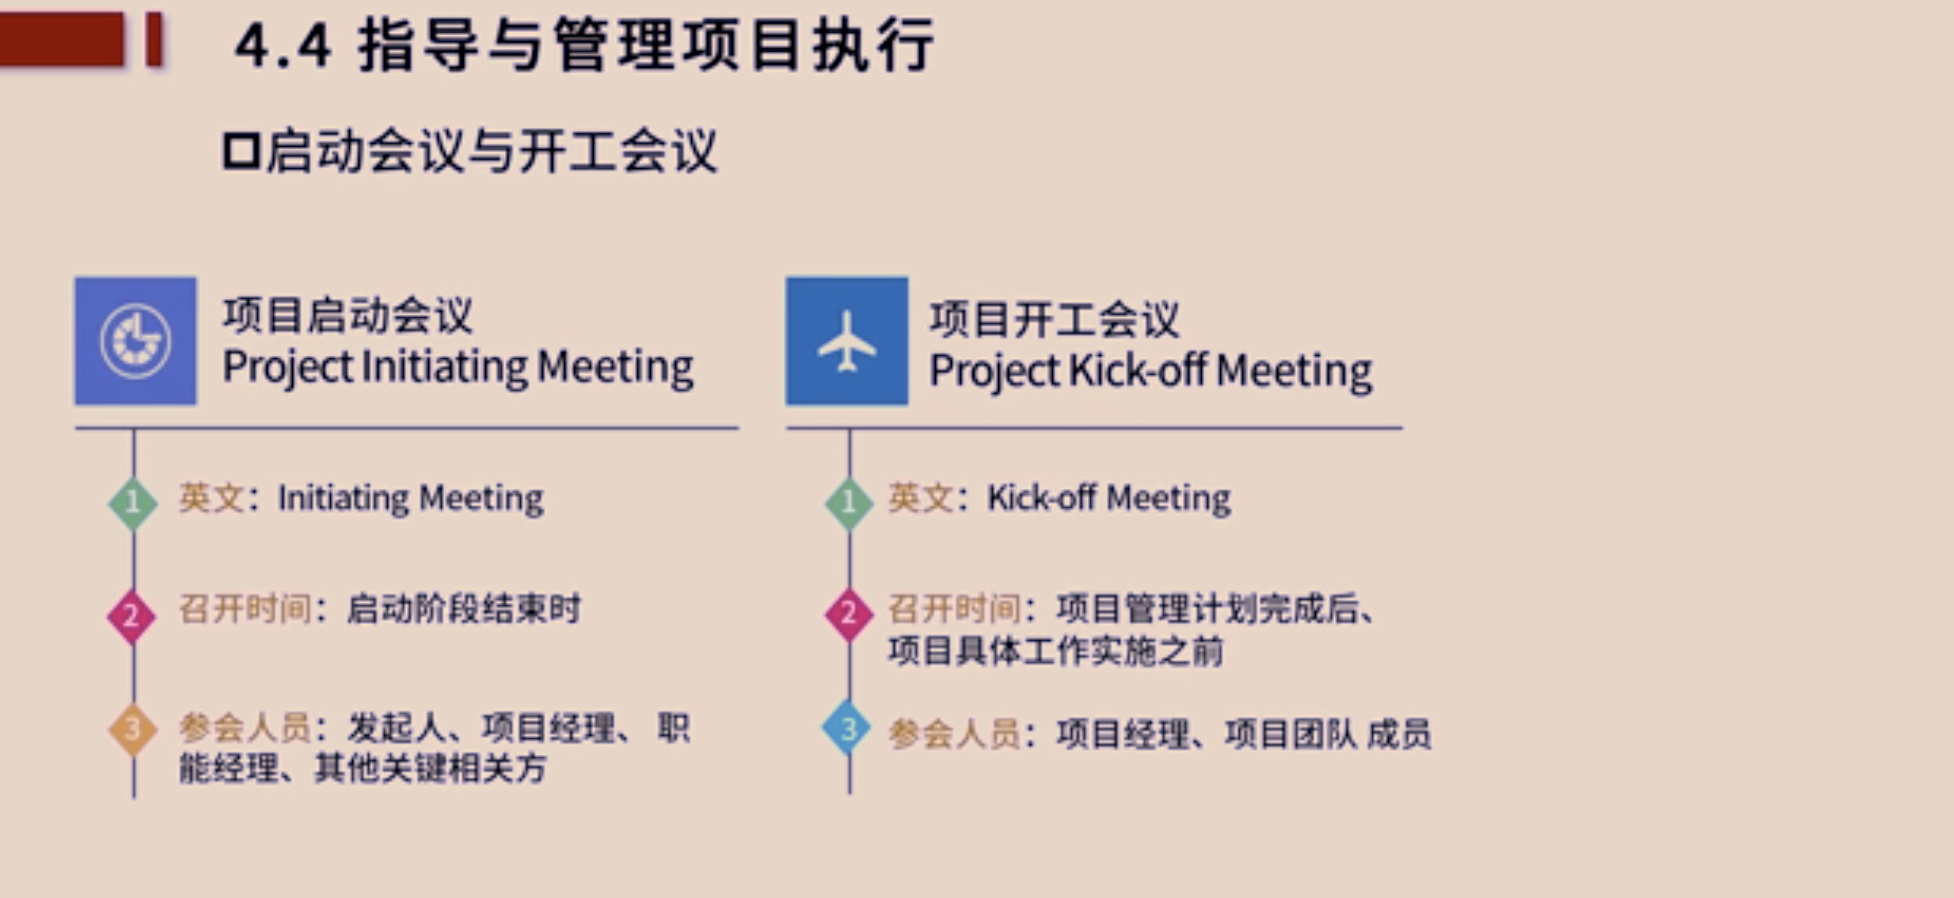 4.4 指导与管理项目执行
启动会议与开工会议
项目启动会议
Project Initiating Meeting
1 英文：Initiating Meeting
2 召开时间：启动阶段结束时
3 参会人员：发起人、项目经理、 职
能经理、其他关键相关方
项目开工会议
Project Kick-off Meeting
1 英文：Kick-off Meeting
2 召开时间：项目管理计划完成后、
项目具体工作实施之前
3 参会人员：项目经理、项目团队 成员